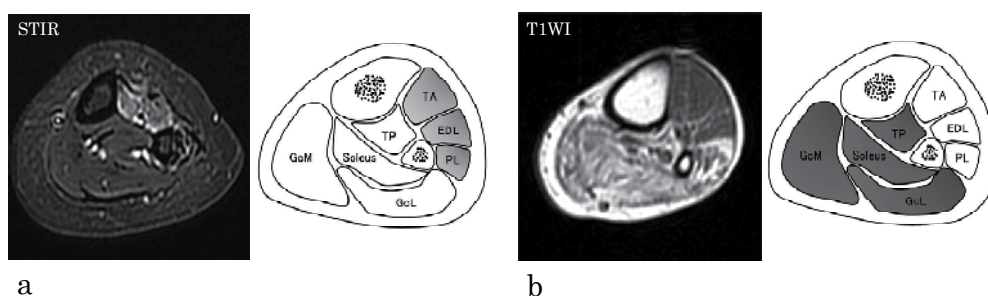 STIR
TA
EDL
TP
PL
GcM
Soleus
GcL
a
T1WI
TA
EDL
TP
PL
GcM
Soleus
GcL
b